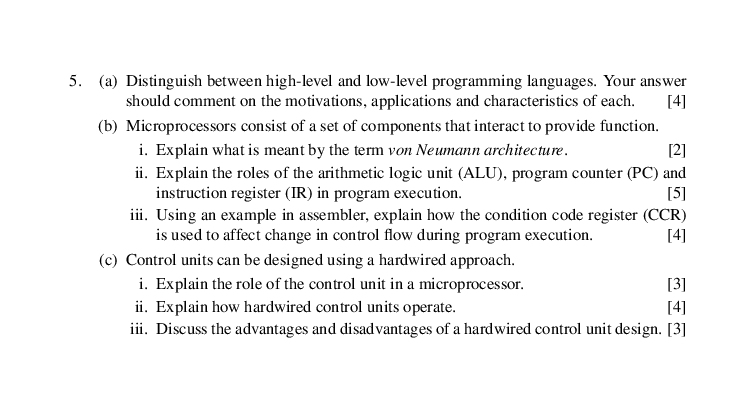 5. (a) Distinguish between high-level and low-level programming languages. Your answer
should comment on the motivations, applications and characteristics of each. [4]
(b) Microprocessors consist of a set of components that interact to provide function.
i. Explain what is meant by the term von Neumann architecture. [2]
ii. Explain the roles of the arithmetic logic unit (ALU), program counter (PC) and
instruction register (IR) in program execution. [5]
iii. Using an example in assembler, explain how the condition code register (CCR)
is used to affect change in control flow during program execution. [4]
(c) Control units can be designed using a hardwired approach.
i. Explain the role of the control unit in a microprocessor. [3]
ii. Explain how hardwired control units operate. [4]
iii. Discuss the advantages and disadvantages of a hardwired control unit design. [3]